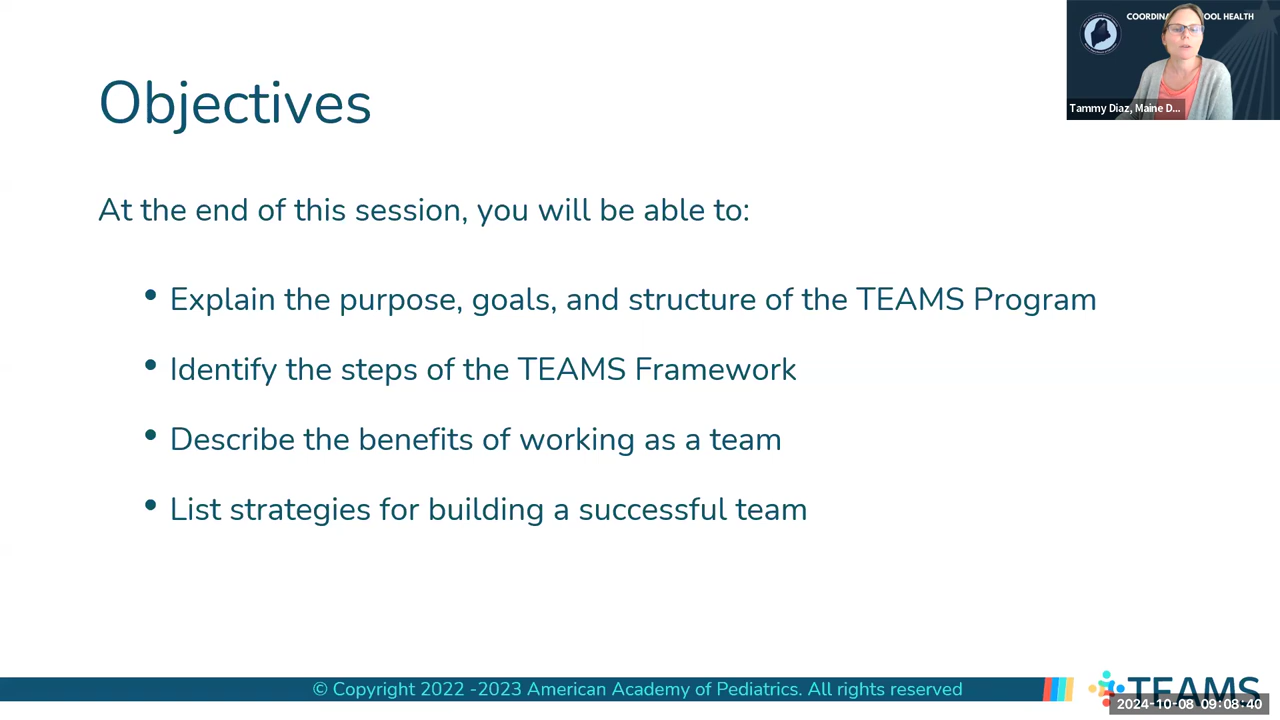 COORDINA OOL HEALTH
Tammy Diaz, Maine D...
Objectives
At the end of this session, you will be able to:
• Explain the purpose, goals, and structure of the TEAMS Program
• Identify the steps of the TEAMS Framework
• Describe the benefits of working as a team
• List strategies for building a successful team
© Copyright 2022 -2023 American Academy of Pediatrics. All rights reserved
TEAMS
2024-10-08 09:08:40